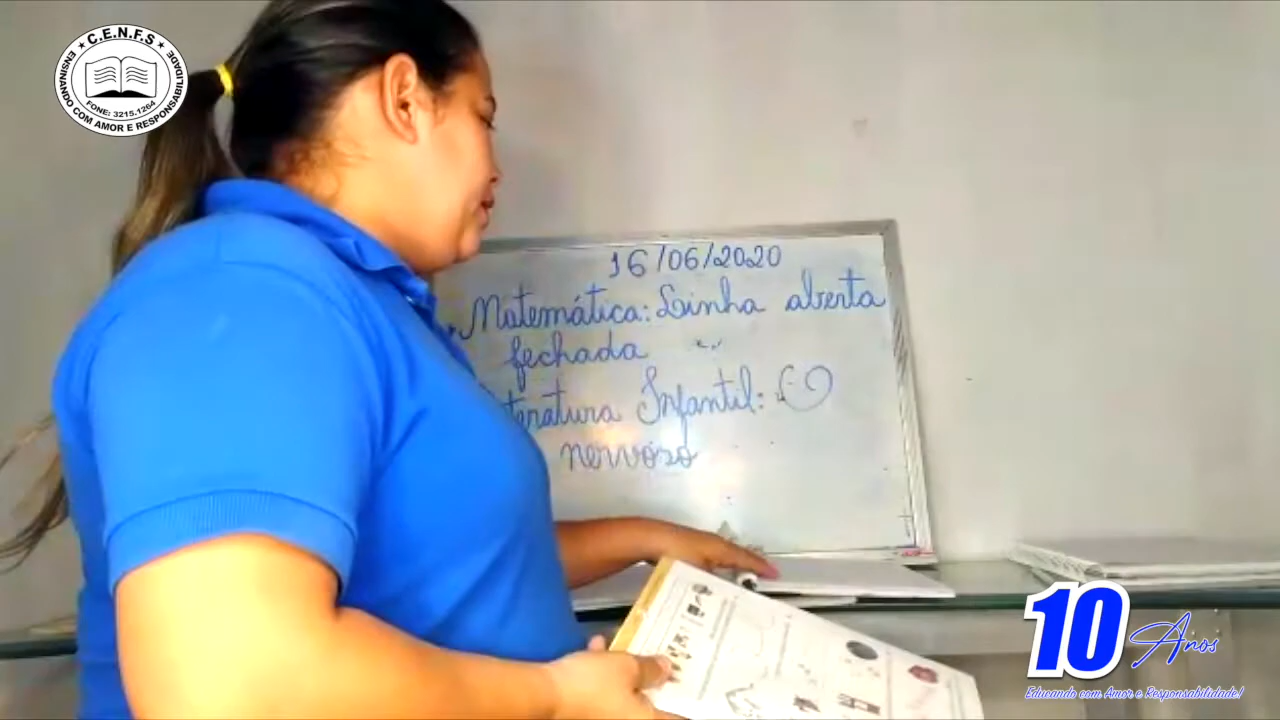 ★ C.E.N.F.S ★
FONE: 3215.1264
ENSINANDO COM AMOR E RESPONSABILIDADE
16/06/2020
Matemática: Linha aberta
fechada
Literatura Infantil: O
nervoso
10 Anos
Educando com Amor e Responsabilidade!